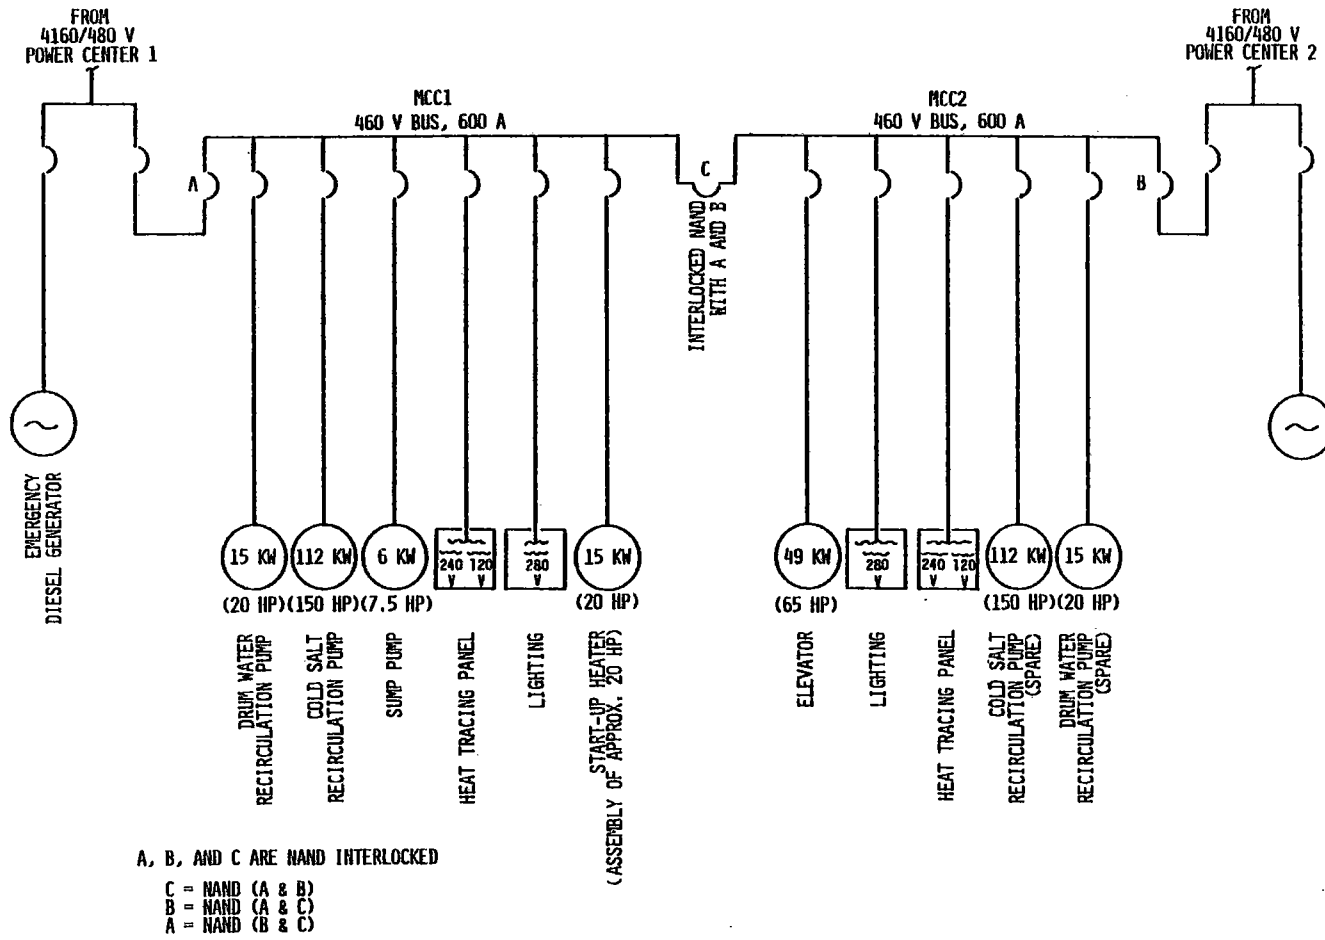 FROM
4160/480 V
POWER CENTER 1
FROM
4160/480 V
POWER CENTER 2
MCC1
460 V BUS, 600 A
MCC2
460 V BUS, 600 A
A
C
B
INTERLOCKED NAND
WITH A AND B
EMERGENCY
DIESEL GENERATOR
15 KW
112 KW
6 KW
240 120
V V
280
V
15 KW
49 KW
280
V
240 120
V V
112 KW
15 KW
(20 HP)
(150 HP)
(7.5 HP)
(20 HP)
(65 HP)
(150 HP)
(20 HP)
DRUM WATER
RECIRCULATION PUMP
COLD SALT
RECIRCULATION PUMP
SUMP PUMP
HEAT TRACING PANEL
LIGHTING
START-UP HEATER
(ASSEMBLY OF APPROX. 20 HP)
ELEVATOR
LIGHTING
HEAT TRACING PANEL
COLD SALT
RECIRCULATION PUMP
(SPARE)
DRUM WATER
RECIRCULATION PUMP
(SPARE)
A, B, AND C ARE NAND INTERLOCKED
C = NAND (A & B)
B = NAND (A & C)
A = NAND (B & C)